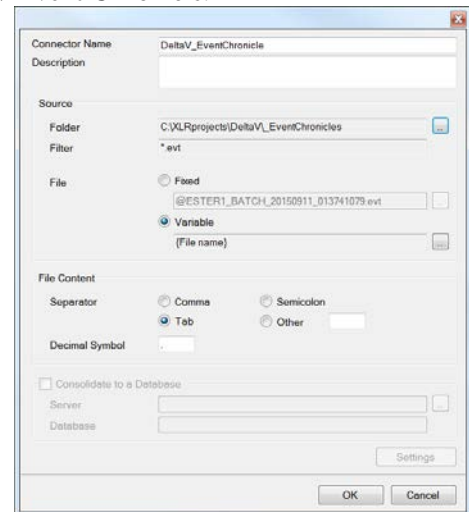 Connector Name DeltaV_EventChronicle
Description
Source
Folder C:\XLRprojects\DeltaV\_EventChronicles ...
Filter *.evt
File Fixed
@ESTER1_BATCH_20150911_013741079.evt ...
Variable
{File name} ...
File Content
Separator Comma Semicolon
Tab Other
Decimal Symbol .
Consolidate to a Database
Server ...
Database
Settings
OK Cancel